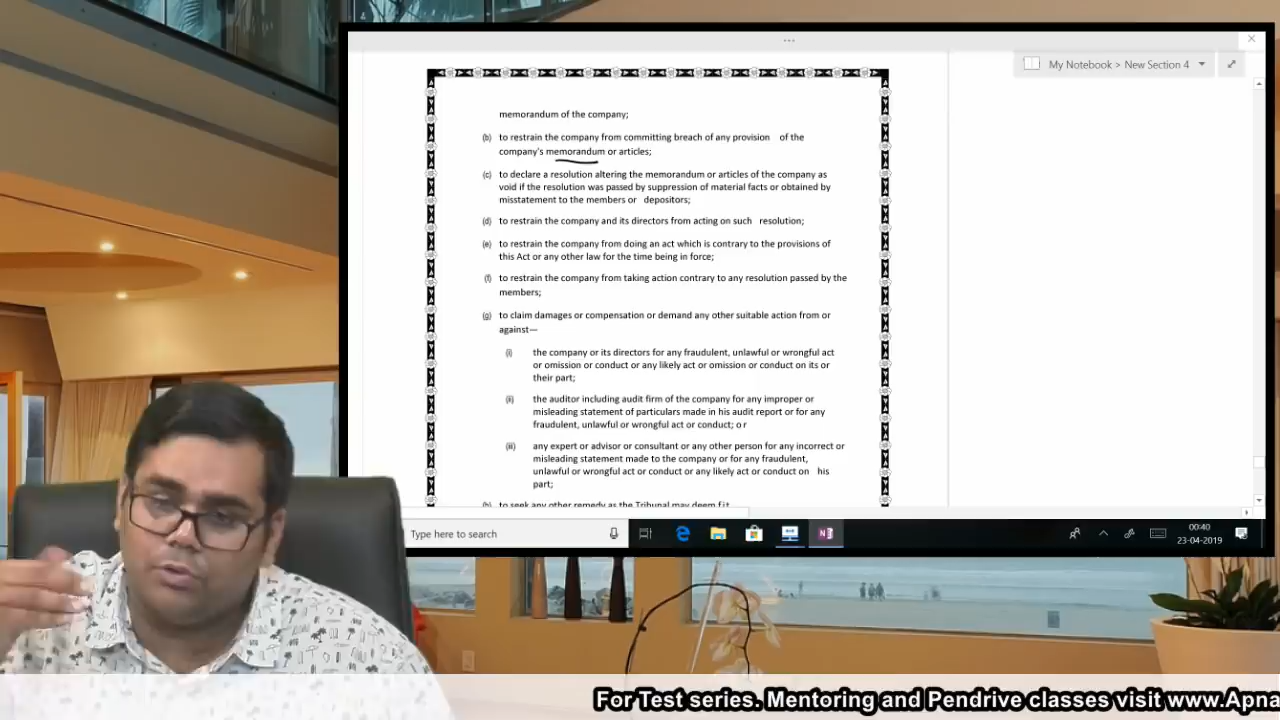 My Notebook > New Section 4
memorandum of the company;
(b) to restrain the company from committing breach of any provision of the
company's memorandum or articles;
(c) to declare a resolution altering the memorandum or articles of the company as
void if the resolution was passed by suppression of material facts or obtained by
misstatement to the members or depositors;
(d) to restrain the company and its directors from acting on such resolution;
(e) to restrain the company from doing an act which is contrary to the provisions of
this Act or any other law for the time being in force;
(f) to restrain the company from taking action contrary to any resolution passed by the
members;
(g) to claim damages or compensation or demand any other suitable action from or
against—
(i) the company or its directors for any fraudulent, unlawful or wrongful act
or omission or conduct or any likely act or omission or conduct on its or
their part;
(ii) the auditor including audit firm of the company for any improper or
misleading statement of particulars made in his audit report or for any
fraudulent, unlawful or wrongful act or conduct; o r
(iii) any expert or advisor or consultant or any other person for any incorrect or
misleading statement made to the company or for any fraudulent,
unlawful or wrongful act or conduct or any likely act or conduct on his
part;
(h) to seek any other remedy as the Tribunal may deem fit
Type here to search
00:40
23-04-2019
For Test series. Mentoring and Pendrive classes visit www.Apna